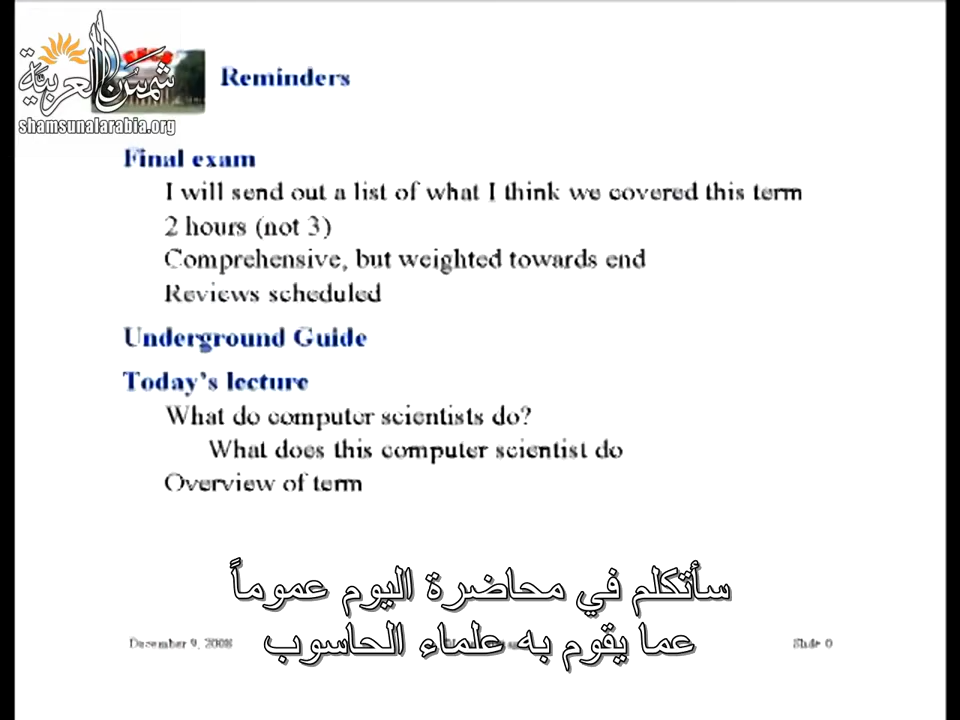 شمس العربية
shamsunalarabia.org
Reminders
Final exam
I will send out a list of what I think we covered this term
2 hours (not 3)
Comprehensive, but weighted towards end
Reviews scheduled
Underground Guide
Today's lecture
What do computer scientists do?
What does this computer scientist do
Overview of term
سأتكلم في محاضرة اليوم عموماً
عما يقوم به علماء الحاسوب
December 9, 2008
Slide 0